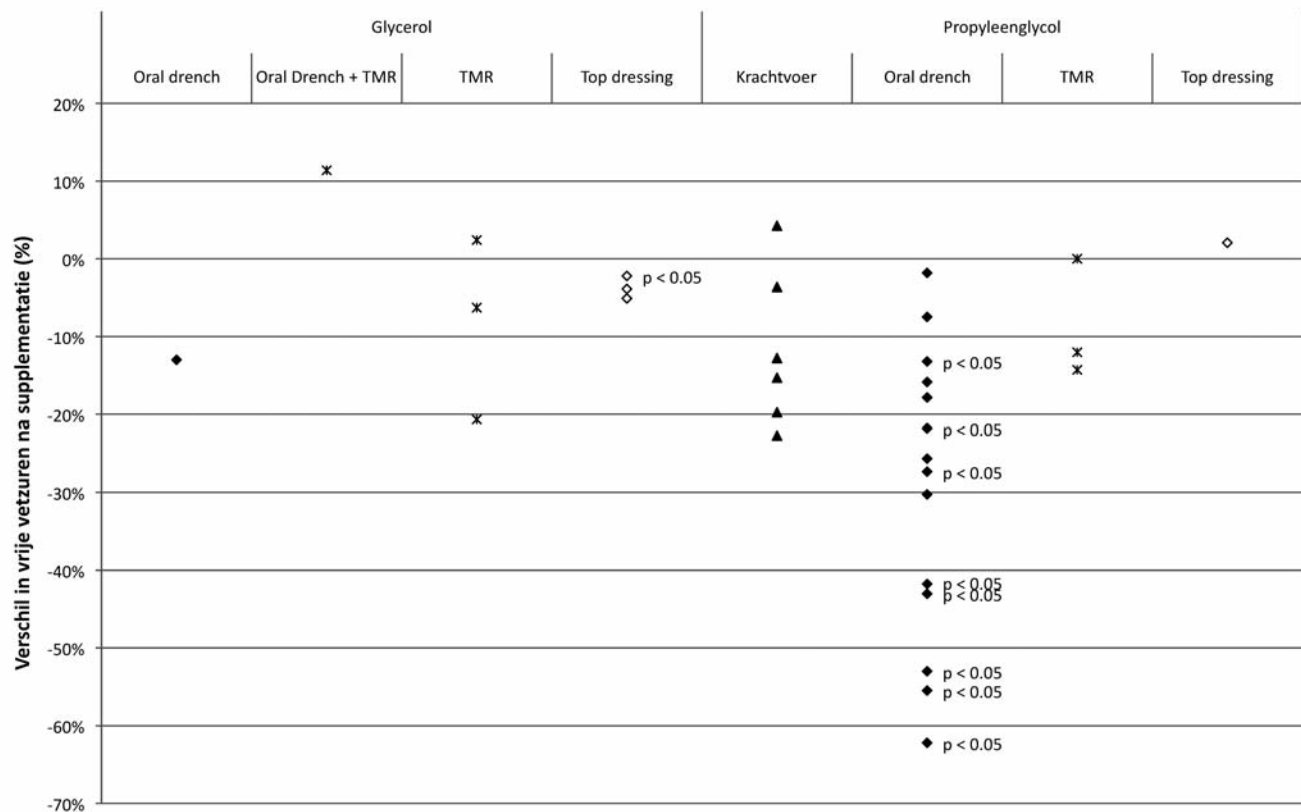 Glycerol
Propyleenglycol
Oral drench
Oral Drench + TMR
TMR
Top dressing
Krachtvoer
Oral drench
TMR
Top dressing
Verschil in vrije vetzuren na supplementatie (%)
20%
10%
0%
-10%
-20%
-30%
-40%
-50%
-60%
-70%
p < 0.05
p < 0.05
p < 0.05
p < 0.05
p < 0.05
p < 0.05
p < 0.05
p < 0.05
p < 0.05